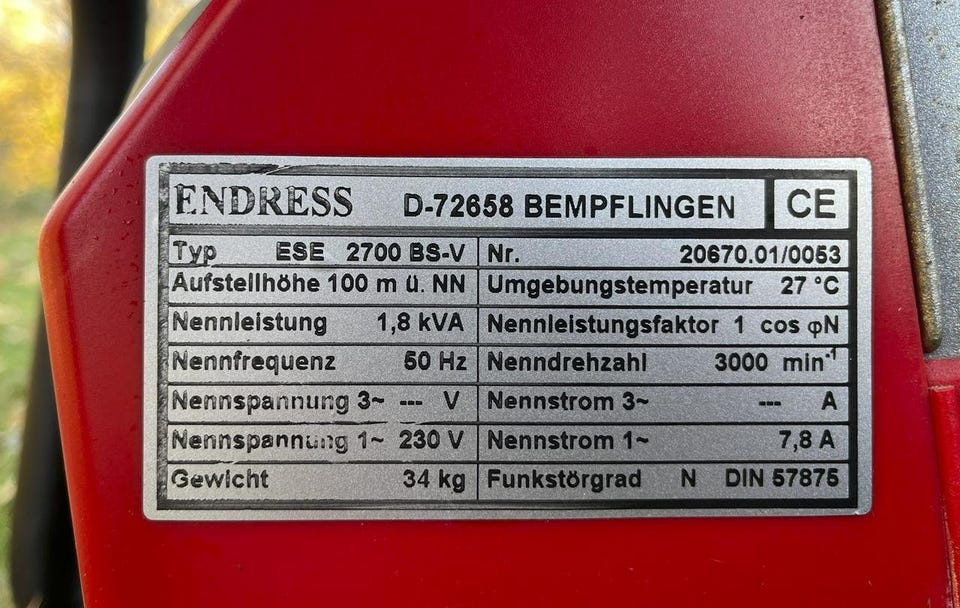 ENDRESS D-72658 BEMPFLINGEN CE
Typ ESE 2700 BS-V Nr. 20670.01/0053
Aufstellhöhe 100 m ü. NN Umgebungstemperatur 27 °C
Nennleistung 1,8 kVA Nennleistungsfaktor 1 cos φN
Nennfrequenz 50 Hz Nenndrehzahl 3000 min⁻¹
Nennspannung 3~ --- V Nennstrom 3~ --- A
Nennspannung 1~ 230 V Nennstrom 1~ 7,8 A
Gewicht 34 kg Funkstörgrad N DIN 57875